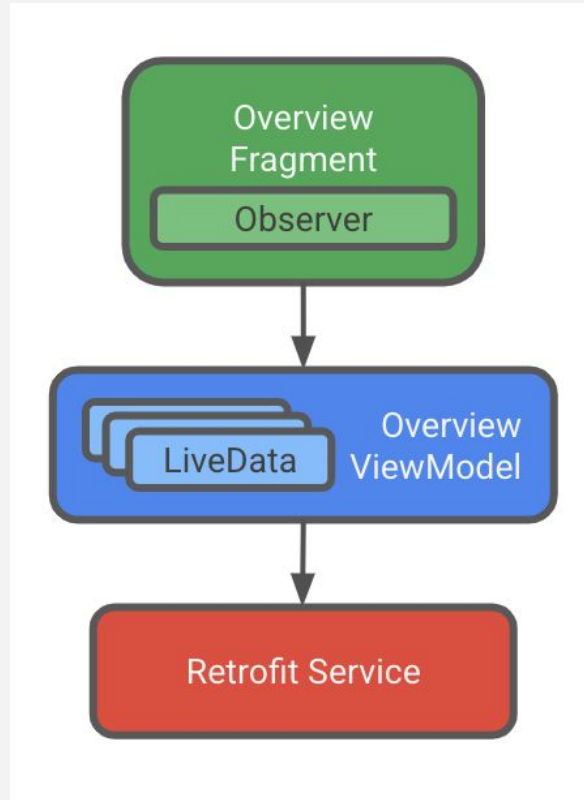 Overview
Fragment
Observer
LiveData
Overview
ViewModel
Retrofit Service